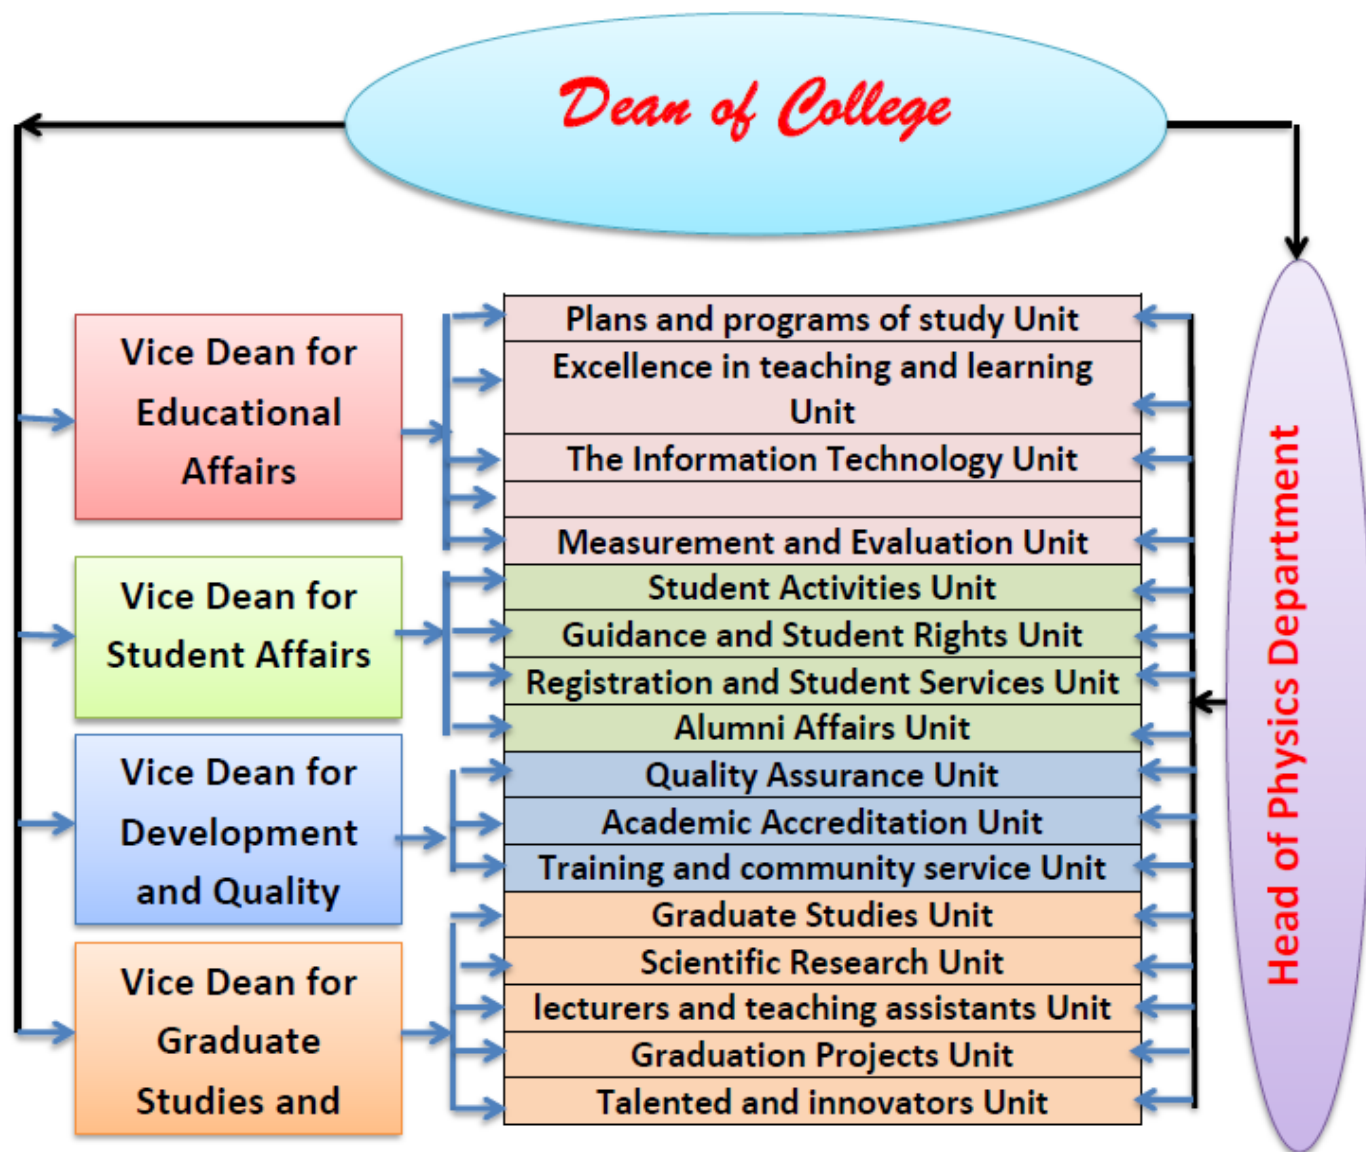 Dean of College
Vice Dean for
Educational
Affairs
Vice Dean for
Student Affairs
Vice Dean for
Development
and Quality
Vice Dean for
Graduate
Studies and
Plans and programs of study Unit
Excellence in teaching and learning
Unit
The Information Technology Unit
Measurement and Evaluation Unit
Student Activities Unit
Guidance and Student Rights Unit
Registration and Student Services Unit
Alumni Affairs Unit
Quality Assurance Unit
Academic Accreditation Unit
Training and community service Unit
Graduate Studies Unit
Scientific Research Unit
lecturers and teaching assistants Unit
Graduation Projects Unit
Talented and innovators Unit
Head of Physics Department